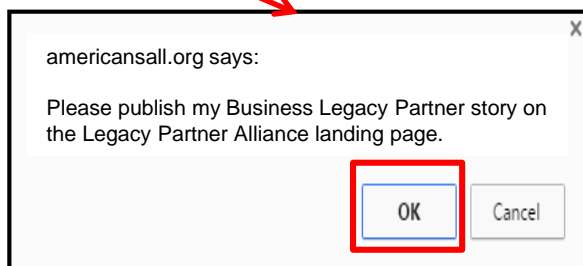 X
americansall.org says:
Please publish my Business Legacy Partner story on
the Legacy Partner Alliance landing page.
OK
Cancel